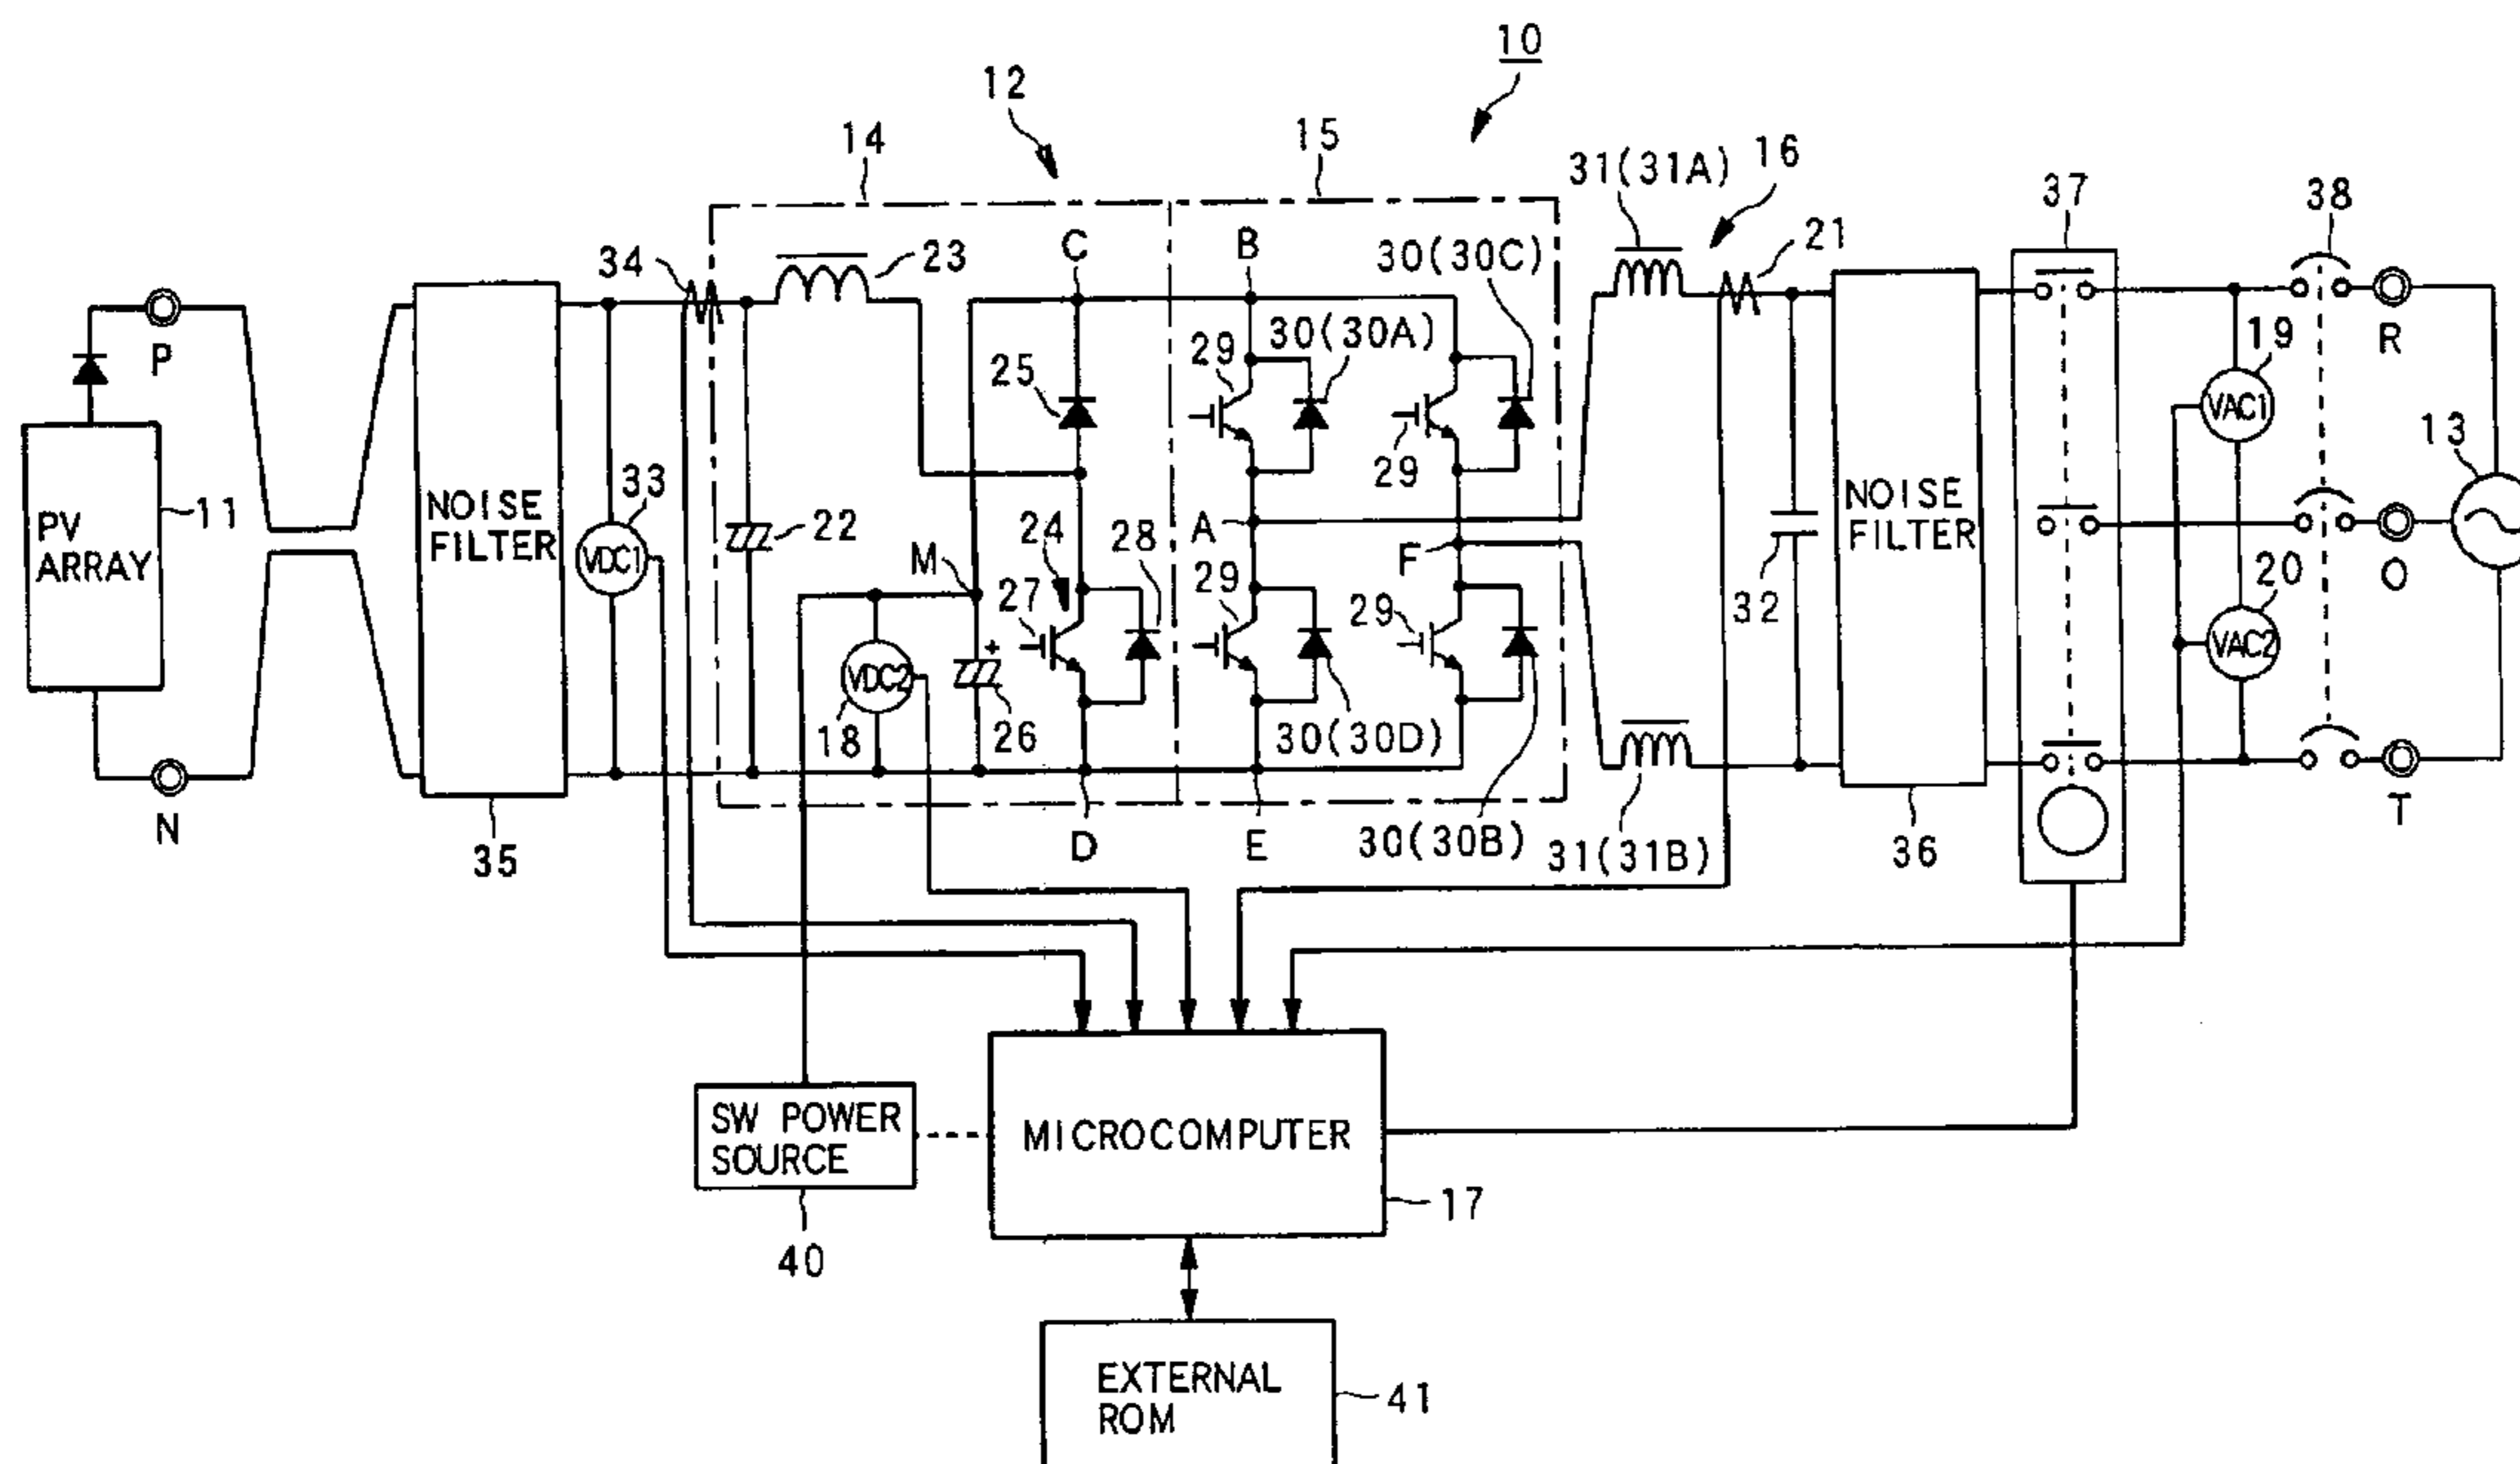 10
12
14
15
31(31A)
16
37
38
34
23
C
B
30(30C)
21
P
25
29
30(30A)
19
R
VAC1
29
13
PV
ARRAY
11
NOISE
FILTER
33
VDC1
22
M
24
28
A
F
32
NOISE
FILTER
20
O
27
29
29
VAC2
+
VDC2
18
26
30(30D)
N
35
D
E
30(30B)
31(31B)
36
T
SW POWER
SOURCE
MICROCOMPUTER
17
40
EXTERNAL
ROM
41